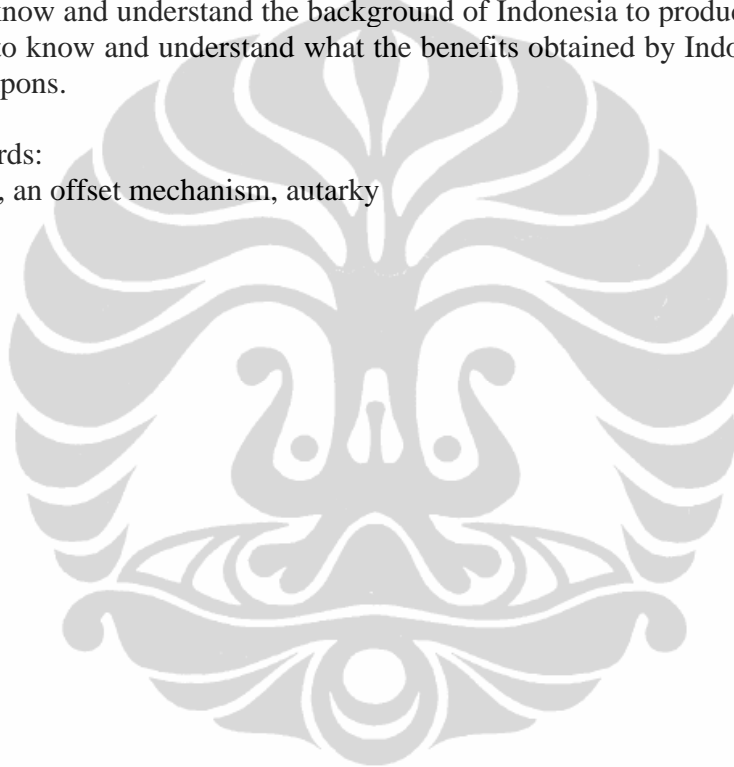 know and understand the background of Indonesia to produc
to know and understand what the benefits obtained by Indo
pons.
rds:
, an offset mechanism, autarky